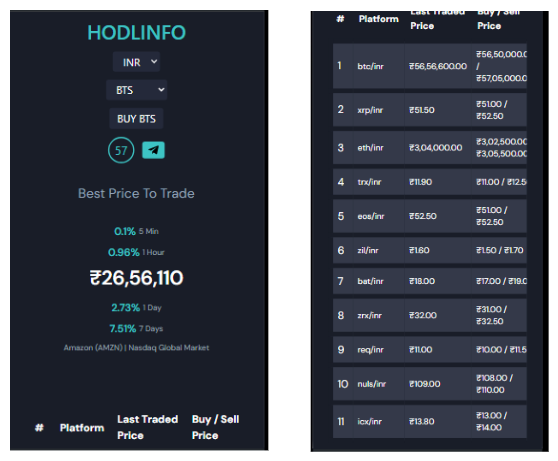 HODLINFO
INR
BTS
BUY BTS
57
Best Price To Trade
0.1% 5 Min
0.96% 1 Hour
₹26,56,110
2.73% 1 Day
7.51% 7 Days
Amazon (AMZN) | Nasdaq Global Market
# Platform Last Traded Price Buy / Sell Price
# Platform Last Traded Price Buy / Sell Price
1 btc/inr ₹56,56,600.00 ₹56,50,000.0 / ₹57,05,000.0
2 xrp/inr ₹51.50 ₹51.00 / ₹52.50
3 eth/inr ₹3,04,000.00 ₹3,02,500.00 ₹3,05,500.00
4 trx/inr ₹11.90 ₹11.00 / ₹12.5
5 eos/inr ₹52.50 ₹51.00 / ₹52.50
6 zil/inr ₹1.60 ₹1.50 / ₹1.70
7 bat/inr ₹18.00 ₹17.00 / ₹19.0
8 zrx/inr ₹32.00 ₹31.00 / ₹32.50
9 req/inr ₹11.00 ₹10.00 / ₹11.5
10 nuls/inr ₹109.00 ₹108.00 / ₹110.00
11 icx/inr ₹13.80 ₹13.00 / ₹14.00